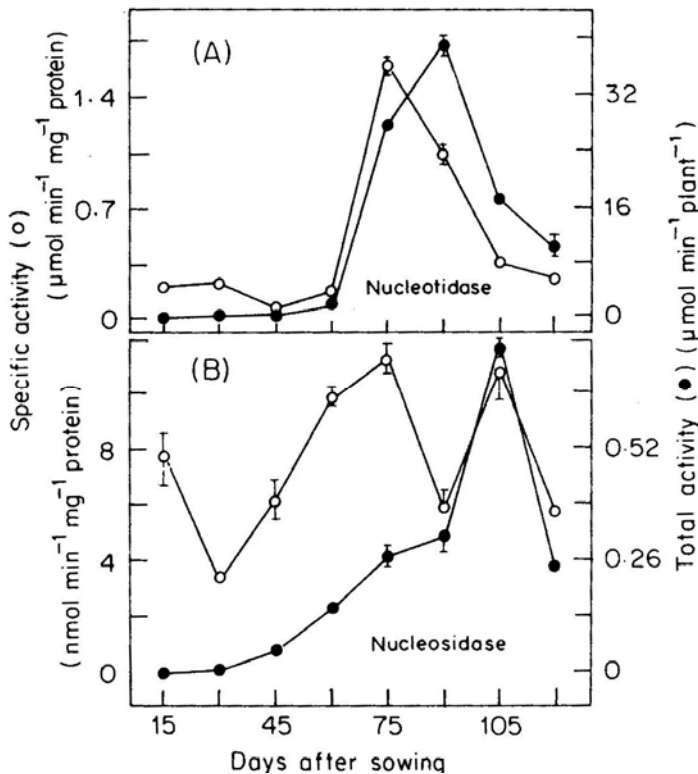 (A)
1.4
0.7
0
32
16
0
Nucleotidase
Specific activity (○)
(µmol min⁻¹ mg⁻¹ protein)
(B)
8
4
0
0.52
0.26
0
Nucleosidase
(nmol min⁻¹ mg⁻¹ protein)
Total activity (●) (µmol min⁻¹ plant⁻¹)
15 45 75 105
Days after sowing